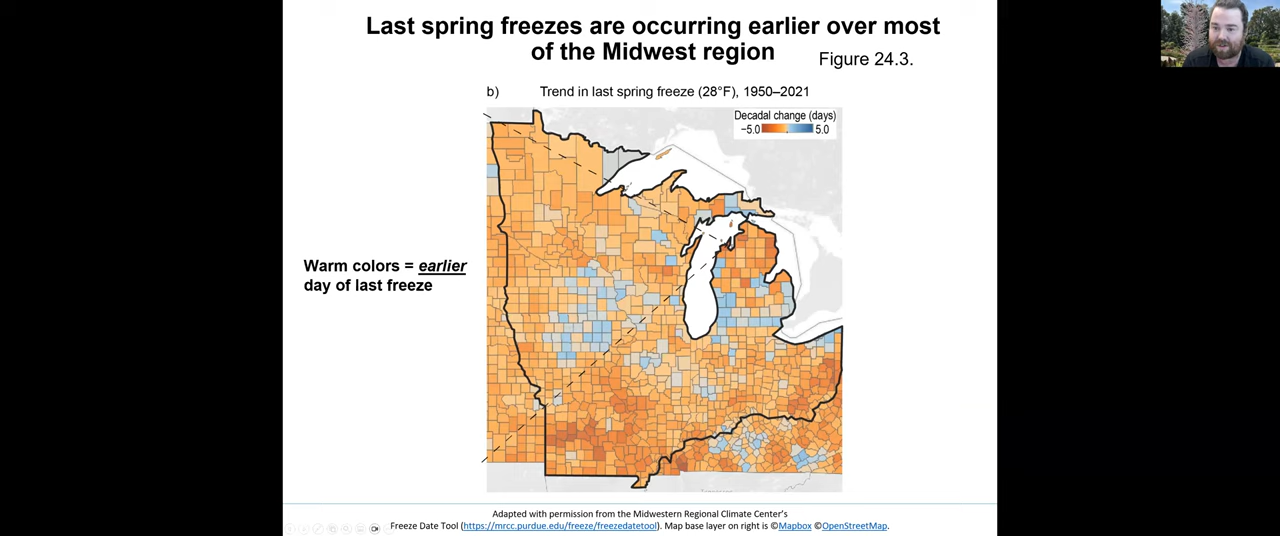 Last spring freezes are occurring earlier over most
of the Midwest region
Figure 24.3.
b) Trend in last spring freeze (28°F), 1950–2021
Decadal change (days)
−5.0 5.0
Warm colors = earlier
day of last freeze
Adapted with permission from the Midwestern Regional Climate Center's
Freeze Date Tool (https://mrcc.purdue.edu/freeze/freezedatetool). Map base layer on right is ©Mapbox ©OpenStreetMap.